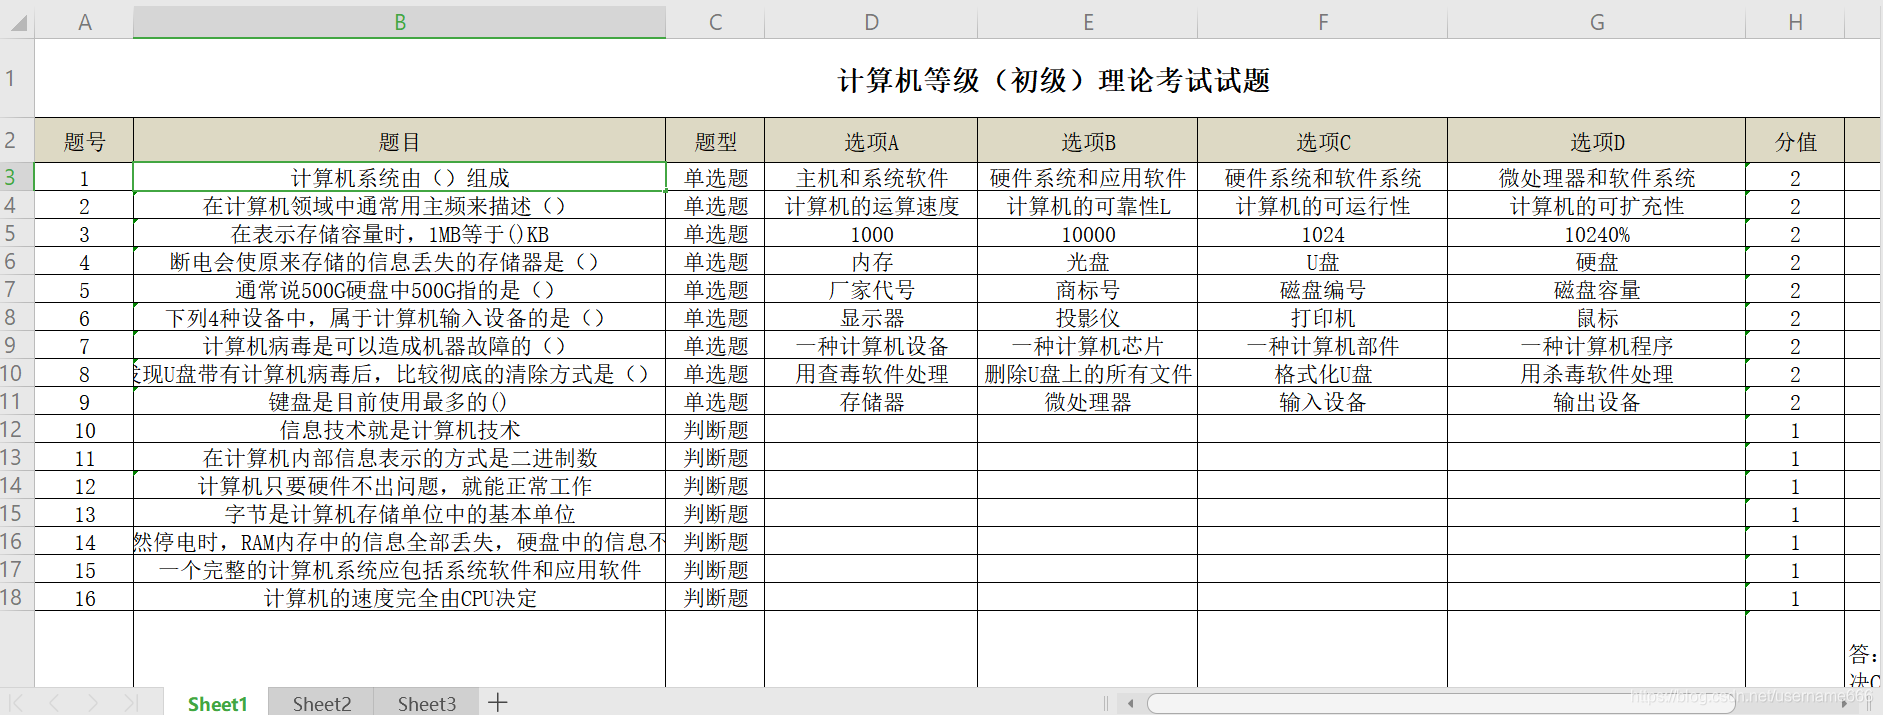 A B C D E F G H
1 计算机等级（初级）理论考试试题
2 题号 题目 题型 选项A 选项B 选项C 选项D 分值
3 1 计算机系统由（）组成 单选题 主机和系统软件 硬件系统和应用软件 硬件系统和软件系统 微处理器和软件系统 2
4 2 在计算机领域中通常用主频来描述（） 单选题 计算机的运算速度 计算机的可靠性L 计算机的可运行性 计算机的可扩充性 2
5 3 在表示存储容量时，1MB等于()KB 单选题 1000 10000 1024 10240% 2
6 4 断电会使原来存储的信息丢失的存储器是（） 单选题 内存 光盘 U盘 硬盘 2
7 5 通常说500G硬盘中500G指的是（） 单选题 厂家代号 商标号 磁盘编号 磁盘容量 2
8 6 下列4种设备中，属于计算机输入设备的是（） 单选题 显示器 投影仪 打印机 鼠标 2
9 7 计算机病毒是可以造成机器故障的（） 单选题 一种计算机设备 一种计算机芯片 一种计算机部件 一种计算机程序 2
10 8 现U盘带有计算机病毒后，比较彻底的清除方式是（） 单选题 用查毒软件处理 删除U盘上的所有文件 格式化U盘 用杀毒软件处理 2
11 9 键盘是目前使用最多的() 单选题 存储器 微处理器 输入设备 输出设备 2
12 10 信息技术就是计算机技术 判断题 1
13 11 在计算机内部信息表示的方式是二进制数 判断题 1
14 12 计算机只要硬件不出问题，就能正常工作 判断题 1
15 13 字节是计算机存储单位中的基本单位 判断题 1
16 14 然停电时，RAM内存中的信息全部丢失，硬盘中的信息不 判断题 1
17 15 一个完整的计算机系统应包括系统软件和应用软件 判断题 1
18 16 计算机的速度完全由CPU决定 判断题 1
答：
决C
Sheet1 Sheet2 Sheet3
https://blog.csdn.net/username666